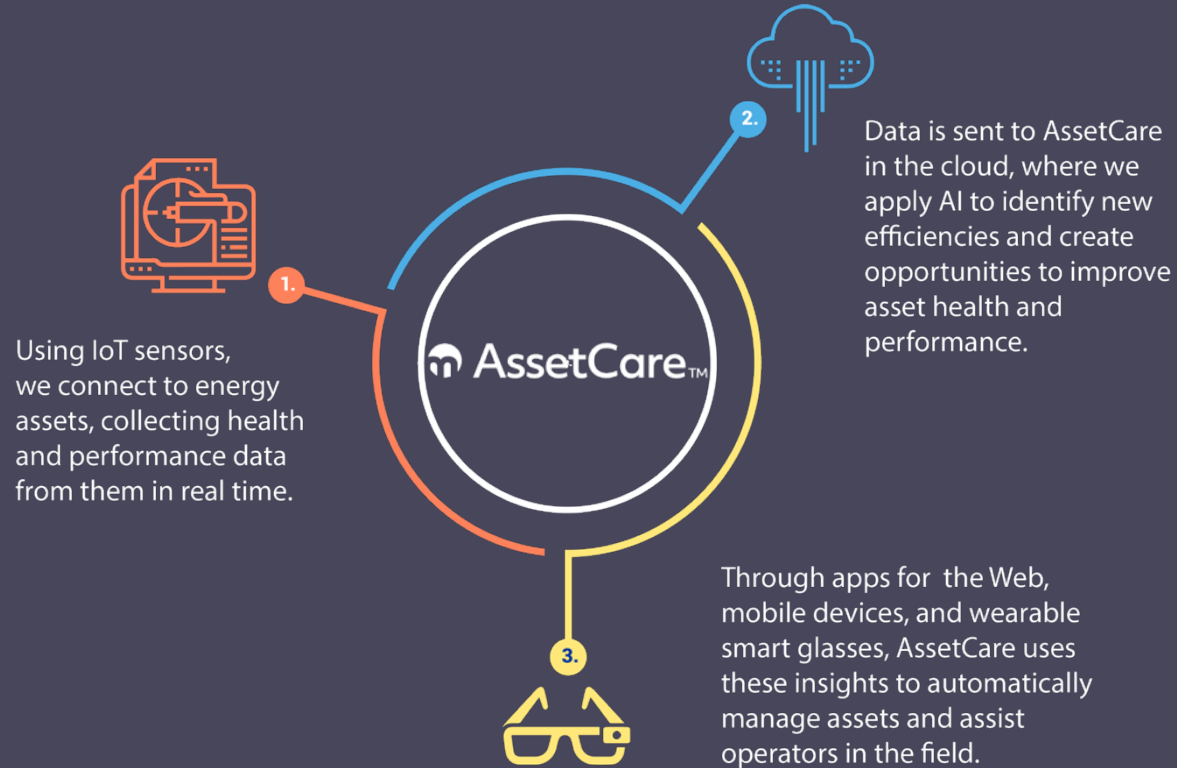 1.
Using IoT sensors,
we connect to energy
assets, collecting health
and performance data
from them in real time.
2.
Data is sent to AssetCare
in the cloud, where we
apply AI to identify new
efficiencies and create
opportunities to improve
asset health and
performance.
AssetCare™
3.
Through apps for the Web,
mobile devices, and wearable
smart glasses, AssetCare uses
these insights to automatically
manage assets and assist
operators in the field.